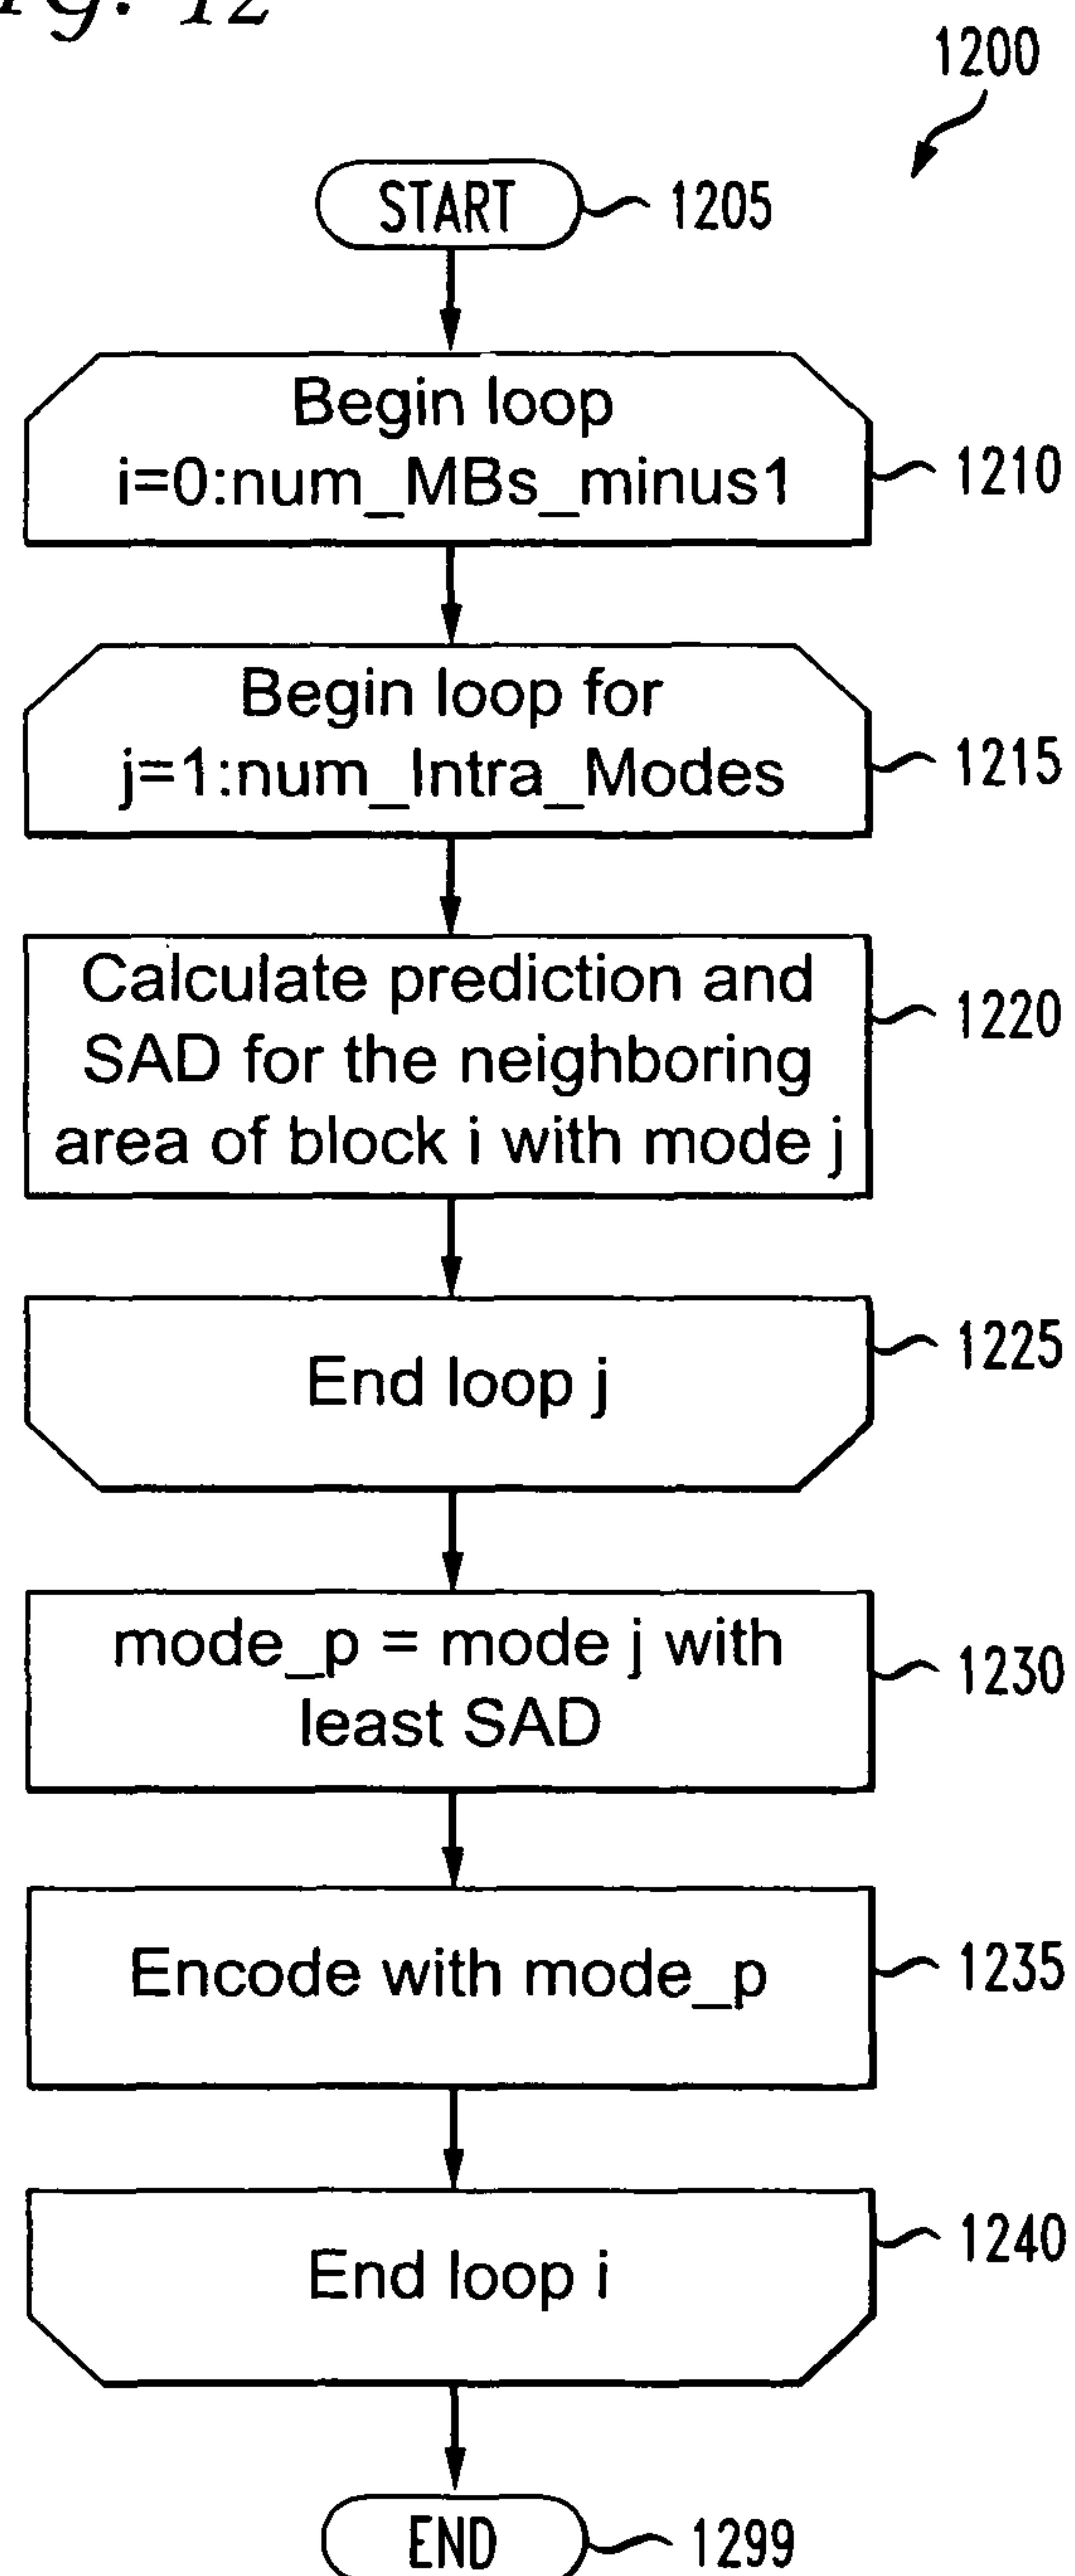 12
1200
START 1205
Begin loop
i=0:num_MBs_minus1 1210
Begin loop for
j=1:num_Intra_Modes 1215
Calculate prediction and
SAD for the neighboring
area of block i with mode j 1220
End loop j 1225
mode_p = mode j with
least SAD 1230
Encode with mode_p 1235
End loop i 1240
END 1299